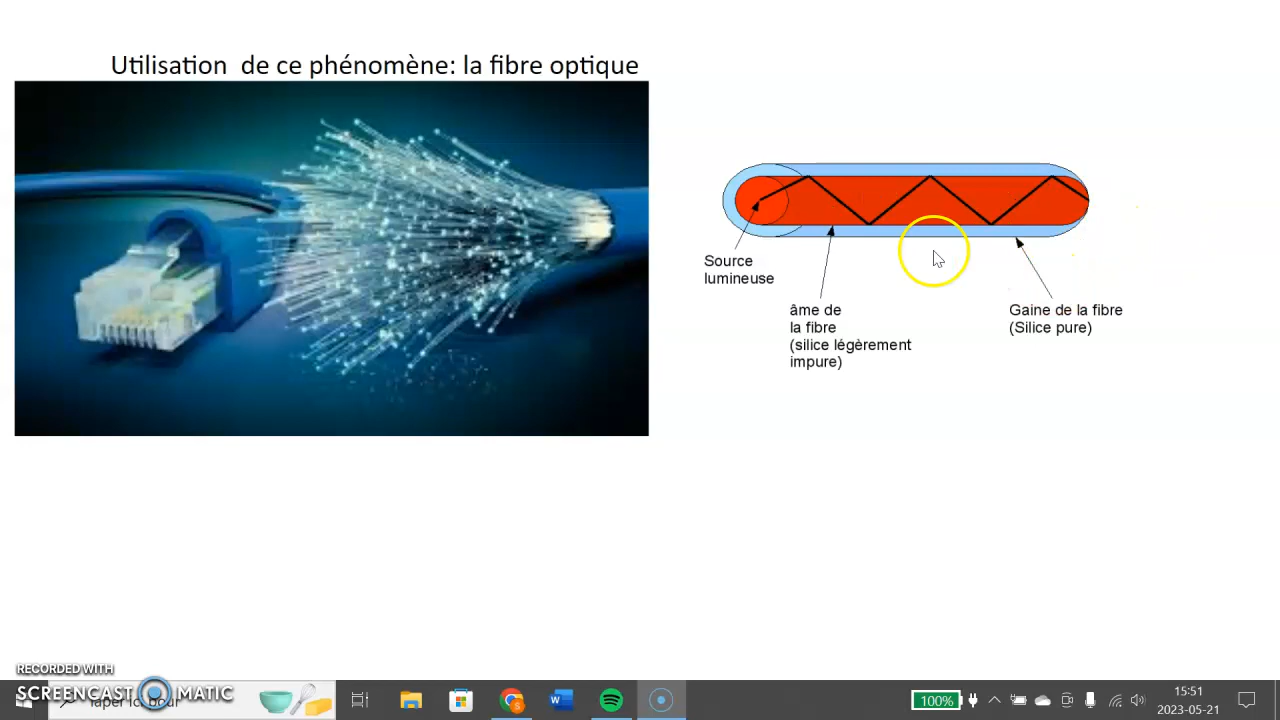 Utilisation  de ce phénomène: la fibre optique
Source
lumineuse
âme de
la fibre
(silice légèrement
impure)
Gaine de la fibre
(Silice pure)
RECORDED WITH
SCREENCAST MATIC
100%
15:51
2023-05-21